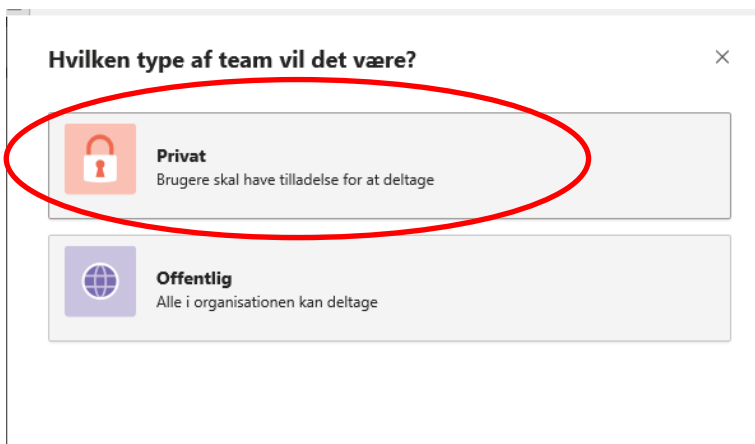 Hvilken type af team vil det være?
Privat
Brugere skal have tilladelse for at deltage
Offentlig
Alle i organisationen kan deltage